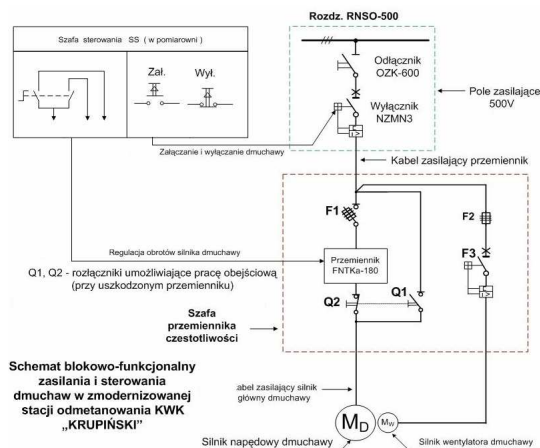 Rozdz. RNSO-500
Szafa sterowania SS ( w pomiarowni )
Zał.
Wył.
Odłącznik
OZK-600
Wyłącznik
NZMN3
Pole zasilające
500V
Załączanie i wyłączanie dmuchawy
Kabel zasilający przemiennik
F1
F2
F3
Regulacja obrotów silnika dmuchawy
Przemiennik
FNTKa-180
Q1, Q2 - rozłączniki umożliwiające pracę obejściową
(przy uszkodzonym przemienniku)
Q2
Q1
Szafa
przemiennika
czestotliwości
Schemat blokowo-funkcjonalny
zasilania i sterowania
dmuchaw w zmodernizowanej
stacji odmetanowania KWK
„KRUPIŃSKI”
abel zasilający silnik
główny dmuchawy
MD
MW
Silnik napędowy dmuchawy
Silnik wentylatora dmuchawy